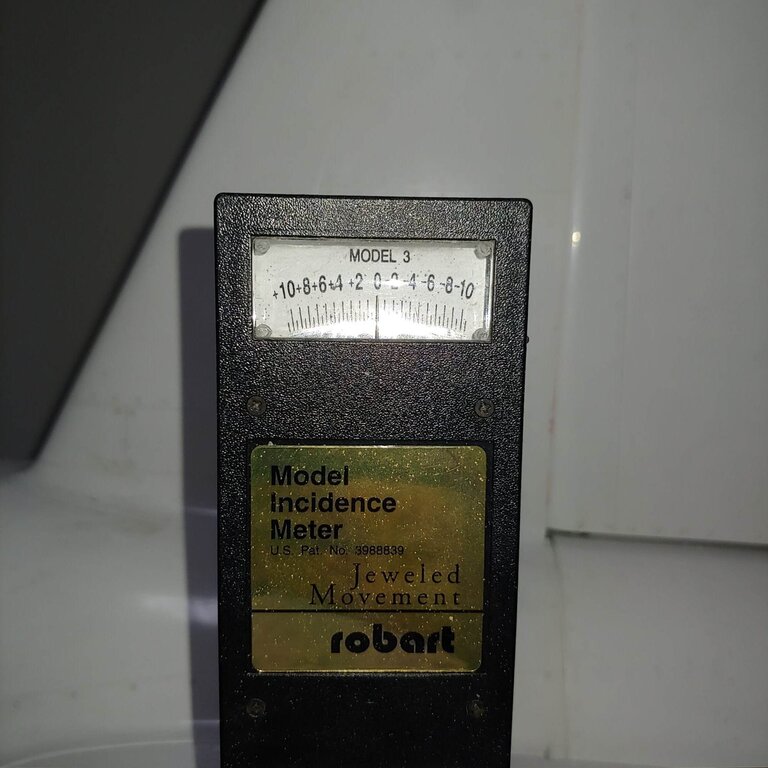 MODEL 3
+10+8+6+4+2 0 -2-4-6-8-10
Model
Incidence
Meter
U.S. Pat. No. 3988839
Jeweled
Movement
robart